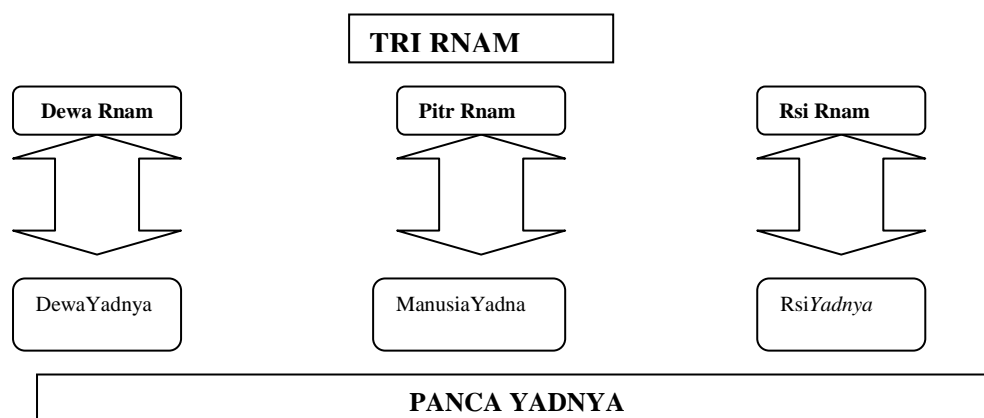 TRI RNAM
Dewa Rnam
Pitr Rnam
Rsi Rnam
DewaYadnya
ManusiaYadna
RsiYadnya
PANCA YADNYA